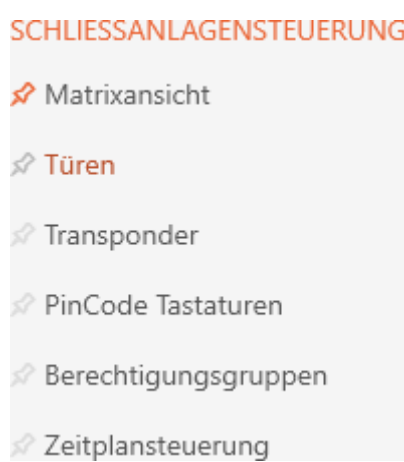 SCHLIESSANLAGENSTEUERUNG
Matrixansicht
Türen
Transponder
PinCode Tastaturen
Berechtigungsgruppen
Zeitplansteuerung